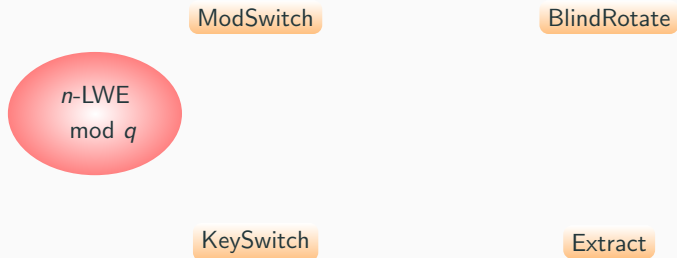 ModSwitch
BlindRotate
n-LWE
mod q
KeySwitch
Extract